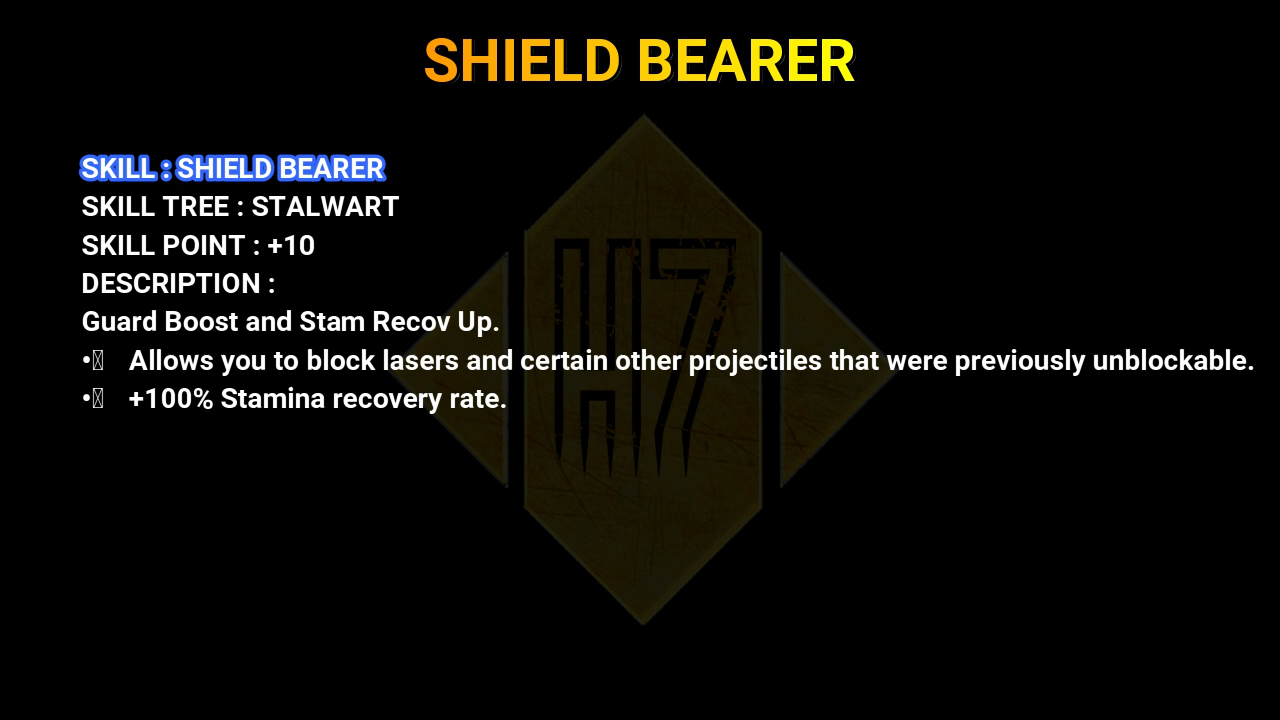 SHIELD BEARER
SKILL : SHIELD BEARER
SKILL TREE : STALWART
SKILL POINT : +10
DESCRIPTION :
Guard Boost and Stam Recov Up.
• Allows you to block lasers and certain other projectiles that were previously unblockable.
• +100% Stamina recovery rate.
H7